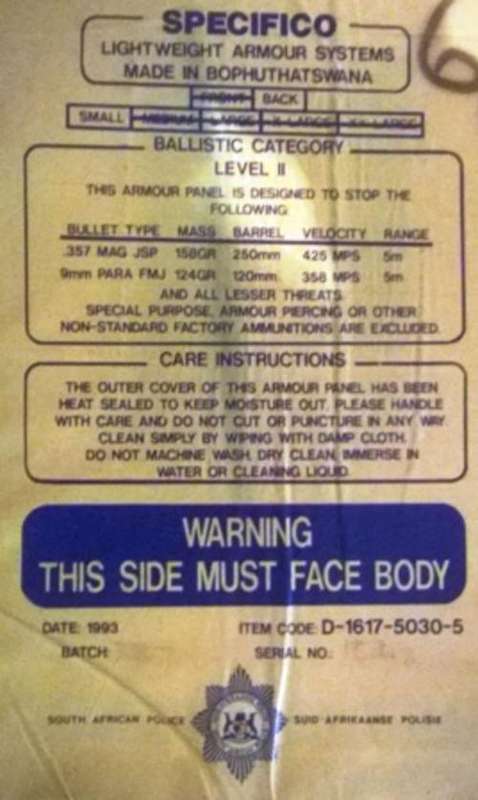 SPECIFICO
LIGHTWEIGHT ARMOUR SYSTEMS
MADE IN BOPHUTHATSWANA
FRONT BACK
SMALL MEDIUM LARGE X-LARGE XX-LARGE
BALLISTIC CATEGORY
LEVEL II
THIS ARMOUR PANEL IS DESIGNED TO STOP THE
FOLLOWING:
BULLET TYPE MASS BARREL VELOCITY RANGE
.357 MAG JSP 158GR 250mm 425 MPS 5m
9mm PARA FMJ 124GR 120mm 358 MPS 5m
AND ALL LESSER THREATS.
SPECIAL PURPOSE, ARMOUR PIERCING OR OTHER
NON-STANDARD FACTORY AMMUNITIONS ARE EXCLUDED.
CARE INSTRUCTIONS
THE OUTER COVER OF THIS ARMOUR PANEL HAS BEEN
HEAT SEALED TO KEEP MOISTURE OUT. PLEASE HANDLE
WITH CARE AND DO NOT CUT OR PUNCTURE IN ANY WAY.
CLEAN SIMPLY BY WIPING WITH DAMP CLOTH.
DO NOT MACHINE WASH, DRY CLEAN, IMMERSE IN
WATER OR CLEANING LIQUID.
WARNING
THIS SIDE MUST FACE BODY
DATE: 1993 ITEM CODE: D-1617-5030-5
BATCH: SERIAL NO.:
SOUTH AFRICAN POLICE SUID AFRIKAANSE POLISIE